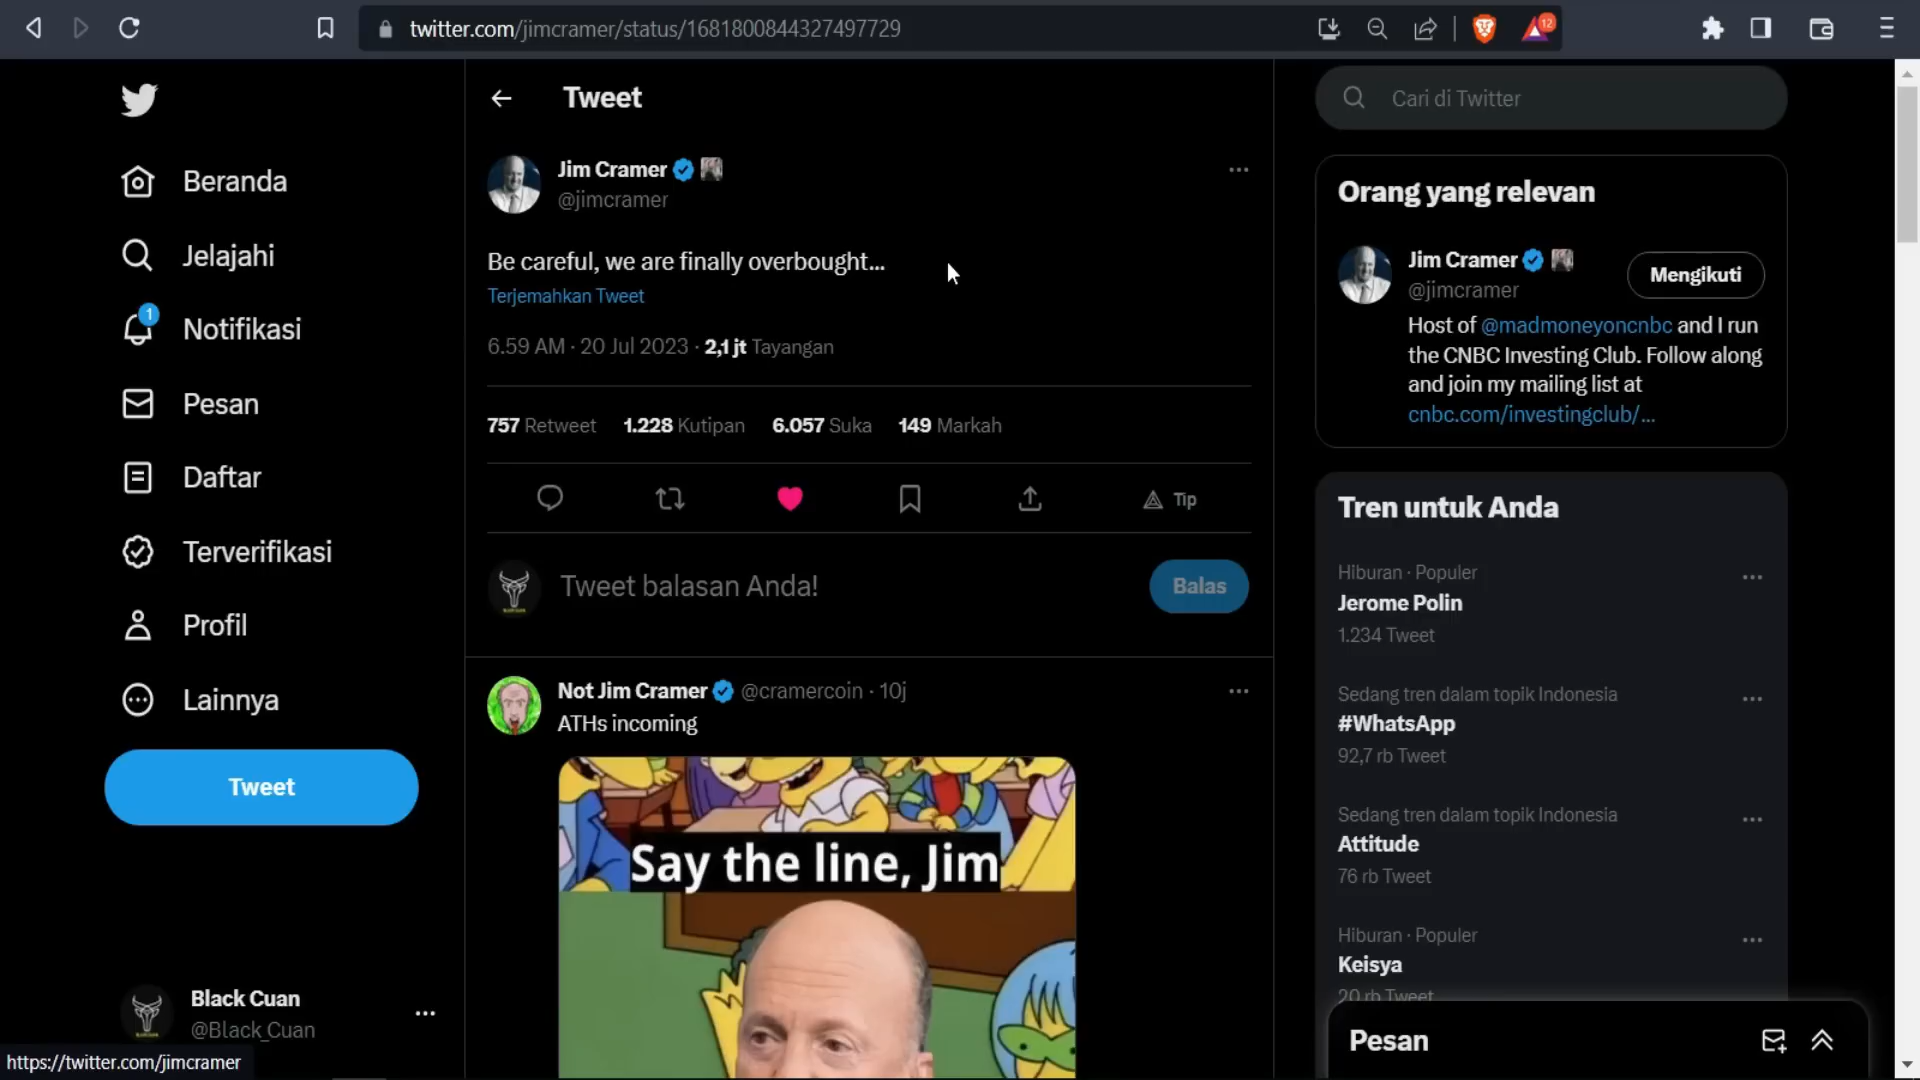 twitter.com/jimcramer/status/1681800844327497729
12
Tweet
Cari di Twitter
Beranda
Jelajahi
1
Notifikasi
Pesan
Daftar
Terverifikasi
Profil
Lainnya
Tweet
Black Cuan
@Black_Cuan
https://twitter.com/jimcramer
Jim Cramer
@jimcramer
Be careful, we are finally overbought...
Terjemahkan Tweet
6.59 AM · 20 Jul 2023 · 2,1 jt Tayangan
757 Retweet 1.228 Kutipan 6.057 Suka 149 Markah
Tip
Tweet balasan Anda!
Balas
Not Jim Cramer @cramercoin · 10j
ATHs incoming
Say the line, Jim
Orang yang relevan
Jim Cramer
@jimcramer
Mengikuti
Host of @madmoneyoncnbc and I run
the CNBC Investing Club. Follow along
and join my mailing list at
cnbc.com/investingclub/...
Tren untuk Anda
Hiburan · Populer
Jerome Polin
1.234 Tweet
Sedang tren dalam topik Indonesia
#WhatsApp
92,7 rb Tweet
Sedang tren dalam topik Indonesia
Attitude
76 rb Tweet
Hiburan · Populer
Keisya
20 rb Tweet
Pesan